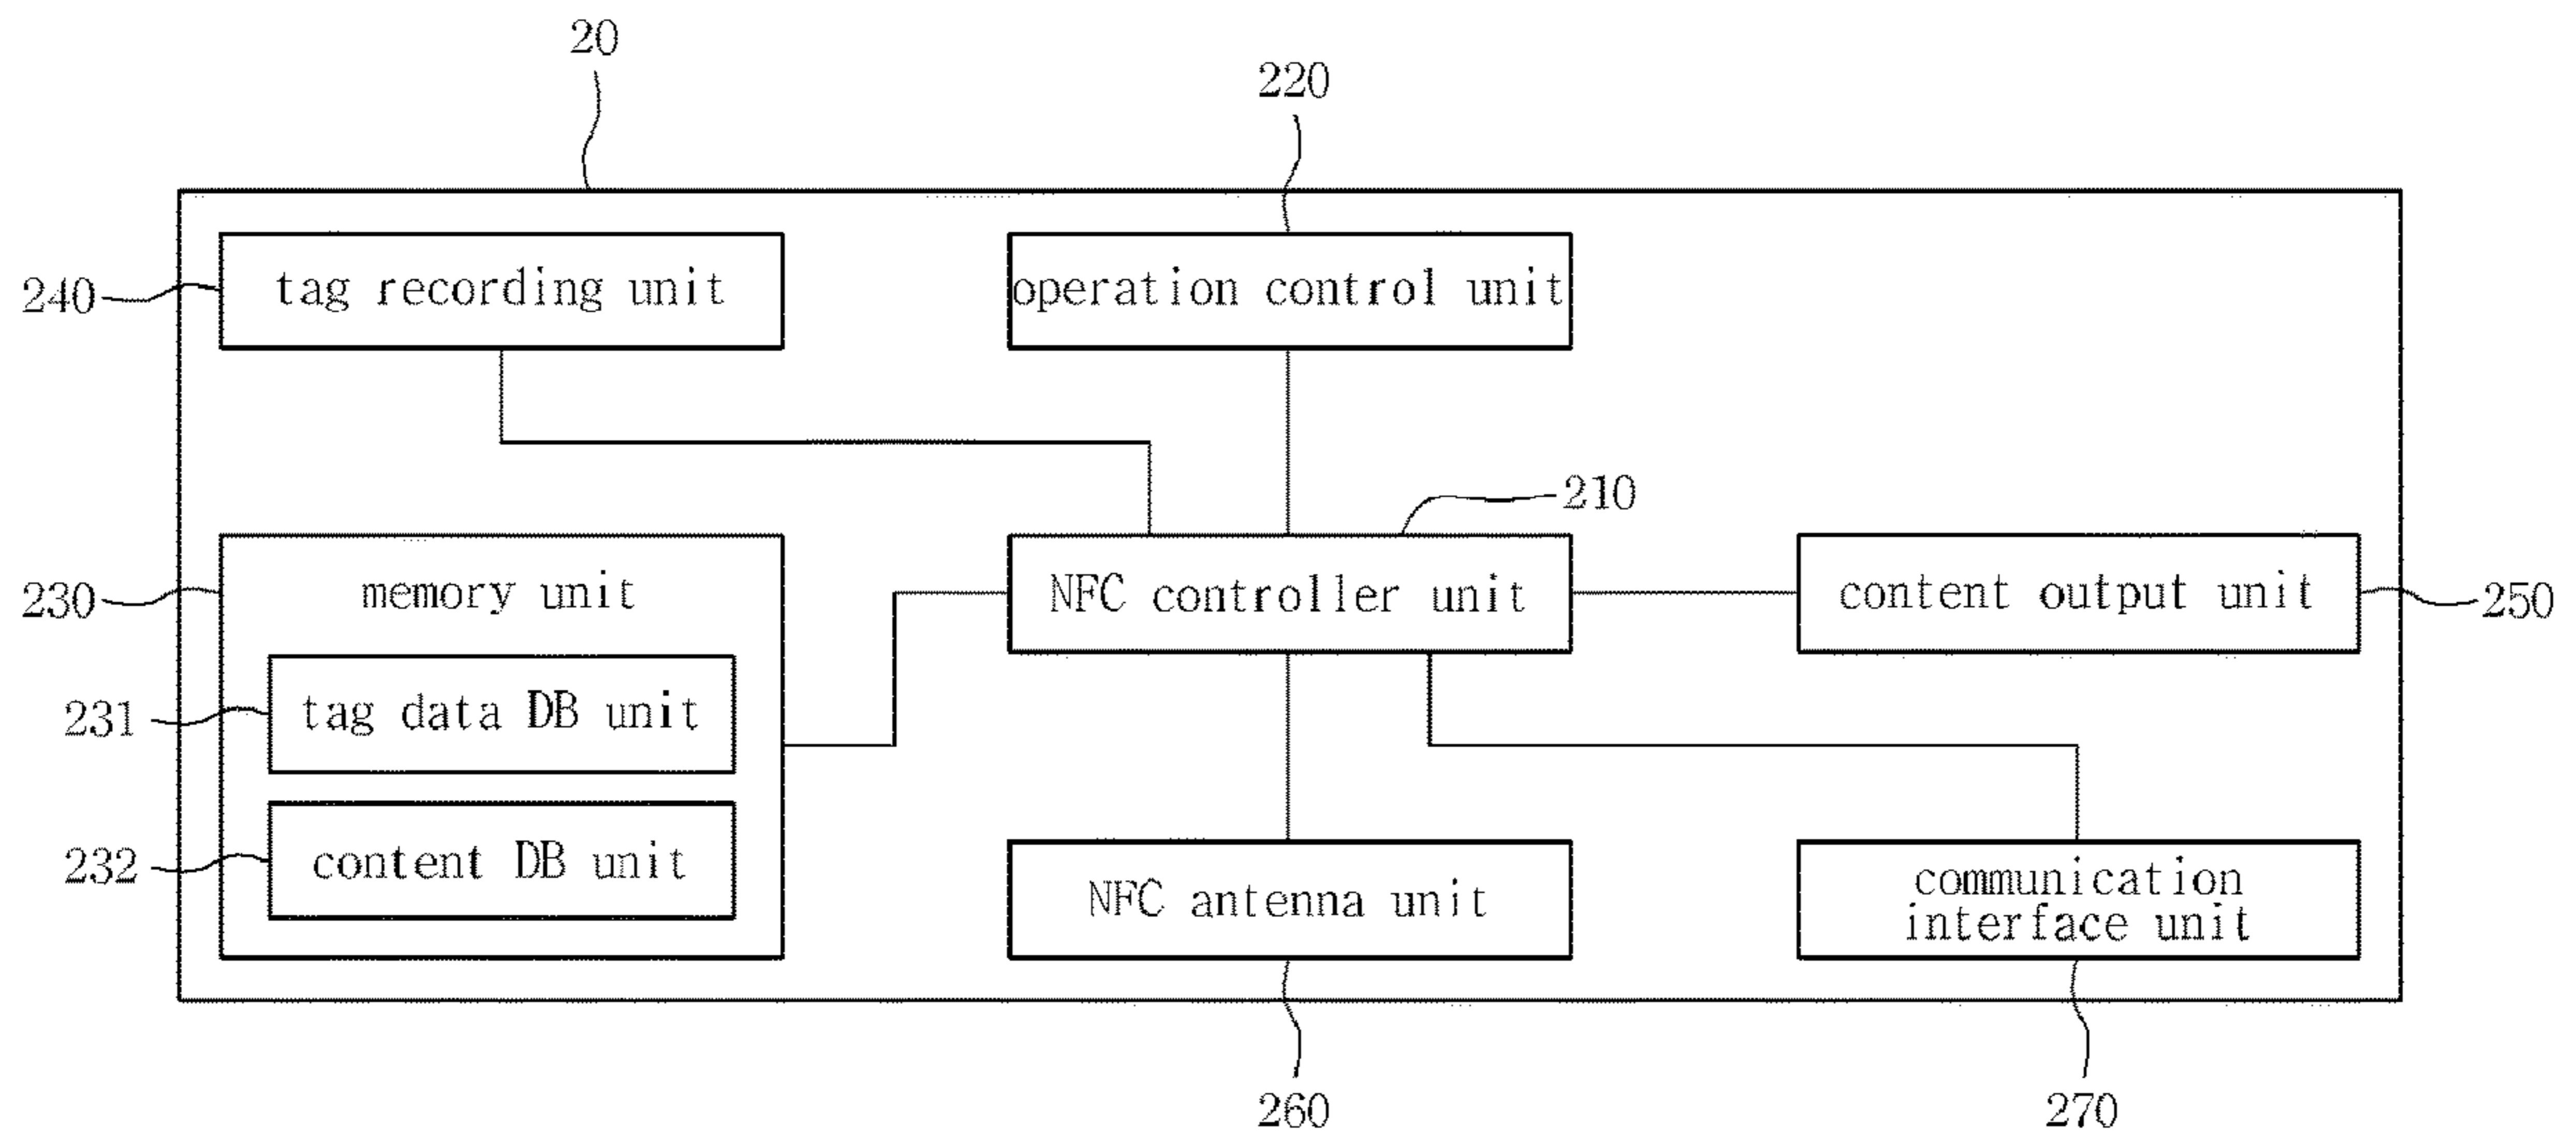 20
220
240
tag recording unit
operation control unit
210
230
memory unit
NFC controller unit
content output unit
250
231
tag data DB unit
232
content DB unit
NFC antenna unit
communication
interface unit
260
270